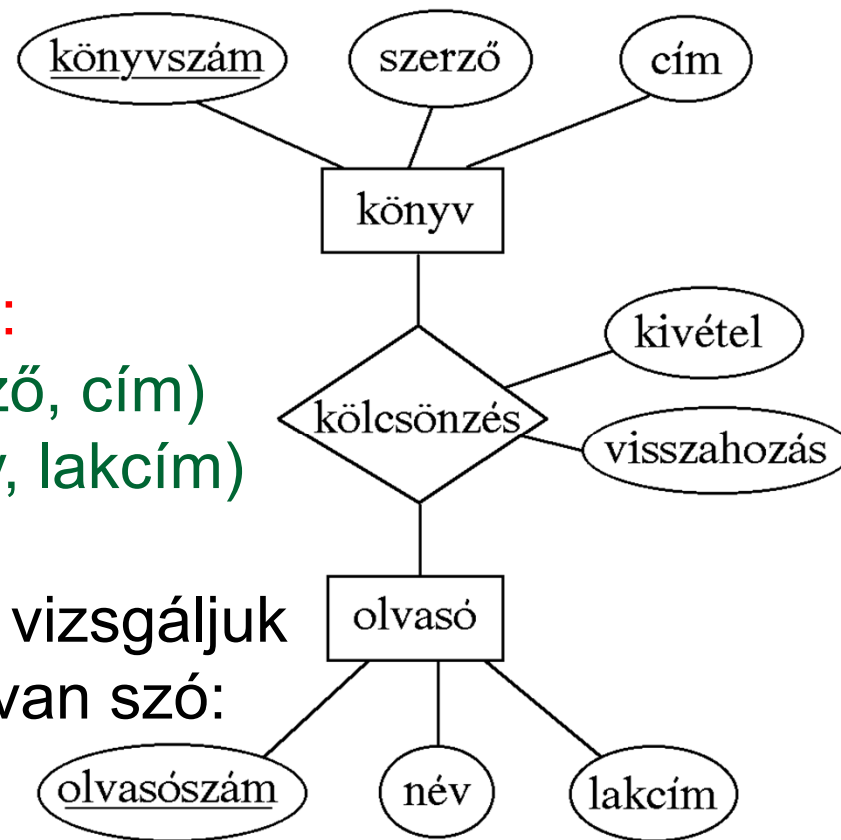 könyvszám szerző cím
könyv
:
ző, cím)
, lakcím)
kivétel
kölcsönzés
visszahozás
vizsgáljuk
van szó:
olvasó
olvasószám név lakcím